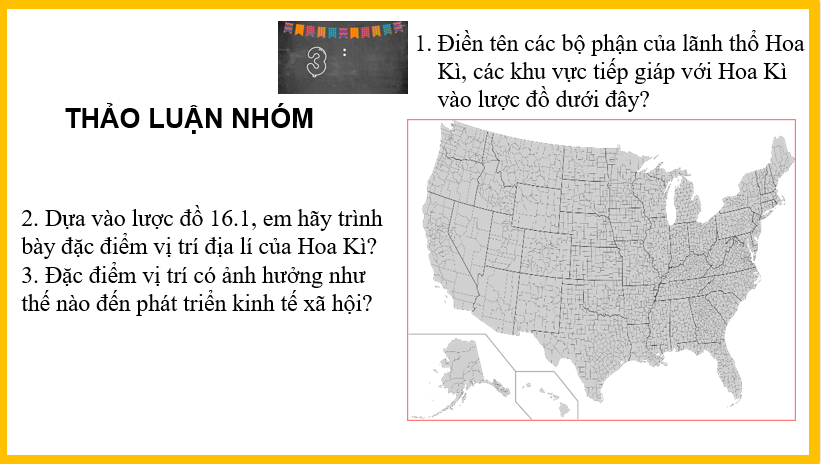 3 :
1. Điền tên các bộ phận của lãnh thổ Hoa
Kì, các khu vực tiếp giáp với Hoa Kì
vào lược đồ dưới đây?
THẢO LUẬN NHÓM
2. Dựa vào lược đồ 16.1, em hãy trình
bày đặc điểm vị trí địa lí của Hoa Kì?
3. Đặc điểm vị trí có ảnh hưởng như
thế nào đến phát triển kinh tế xã hội?